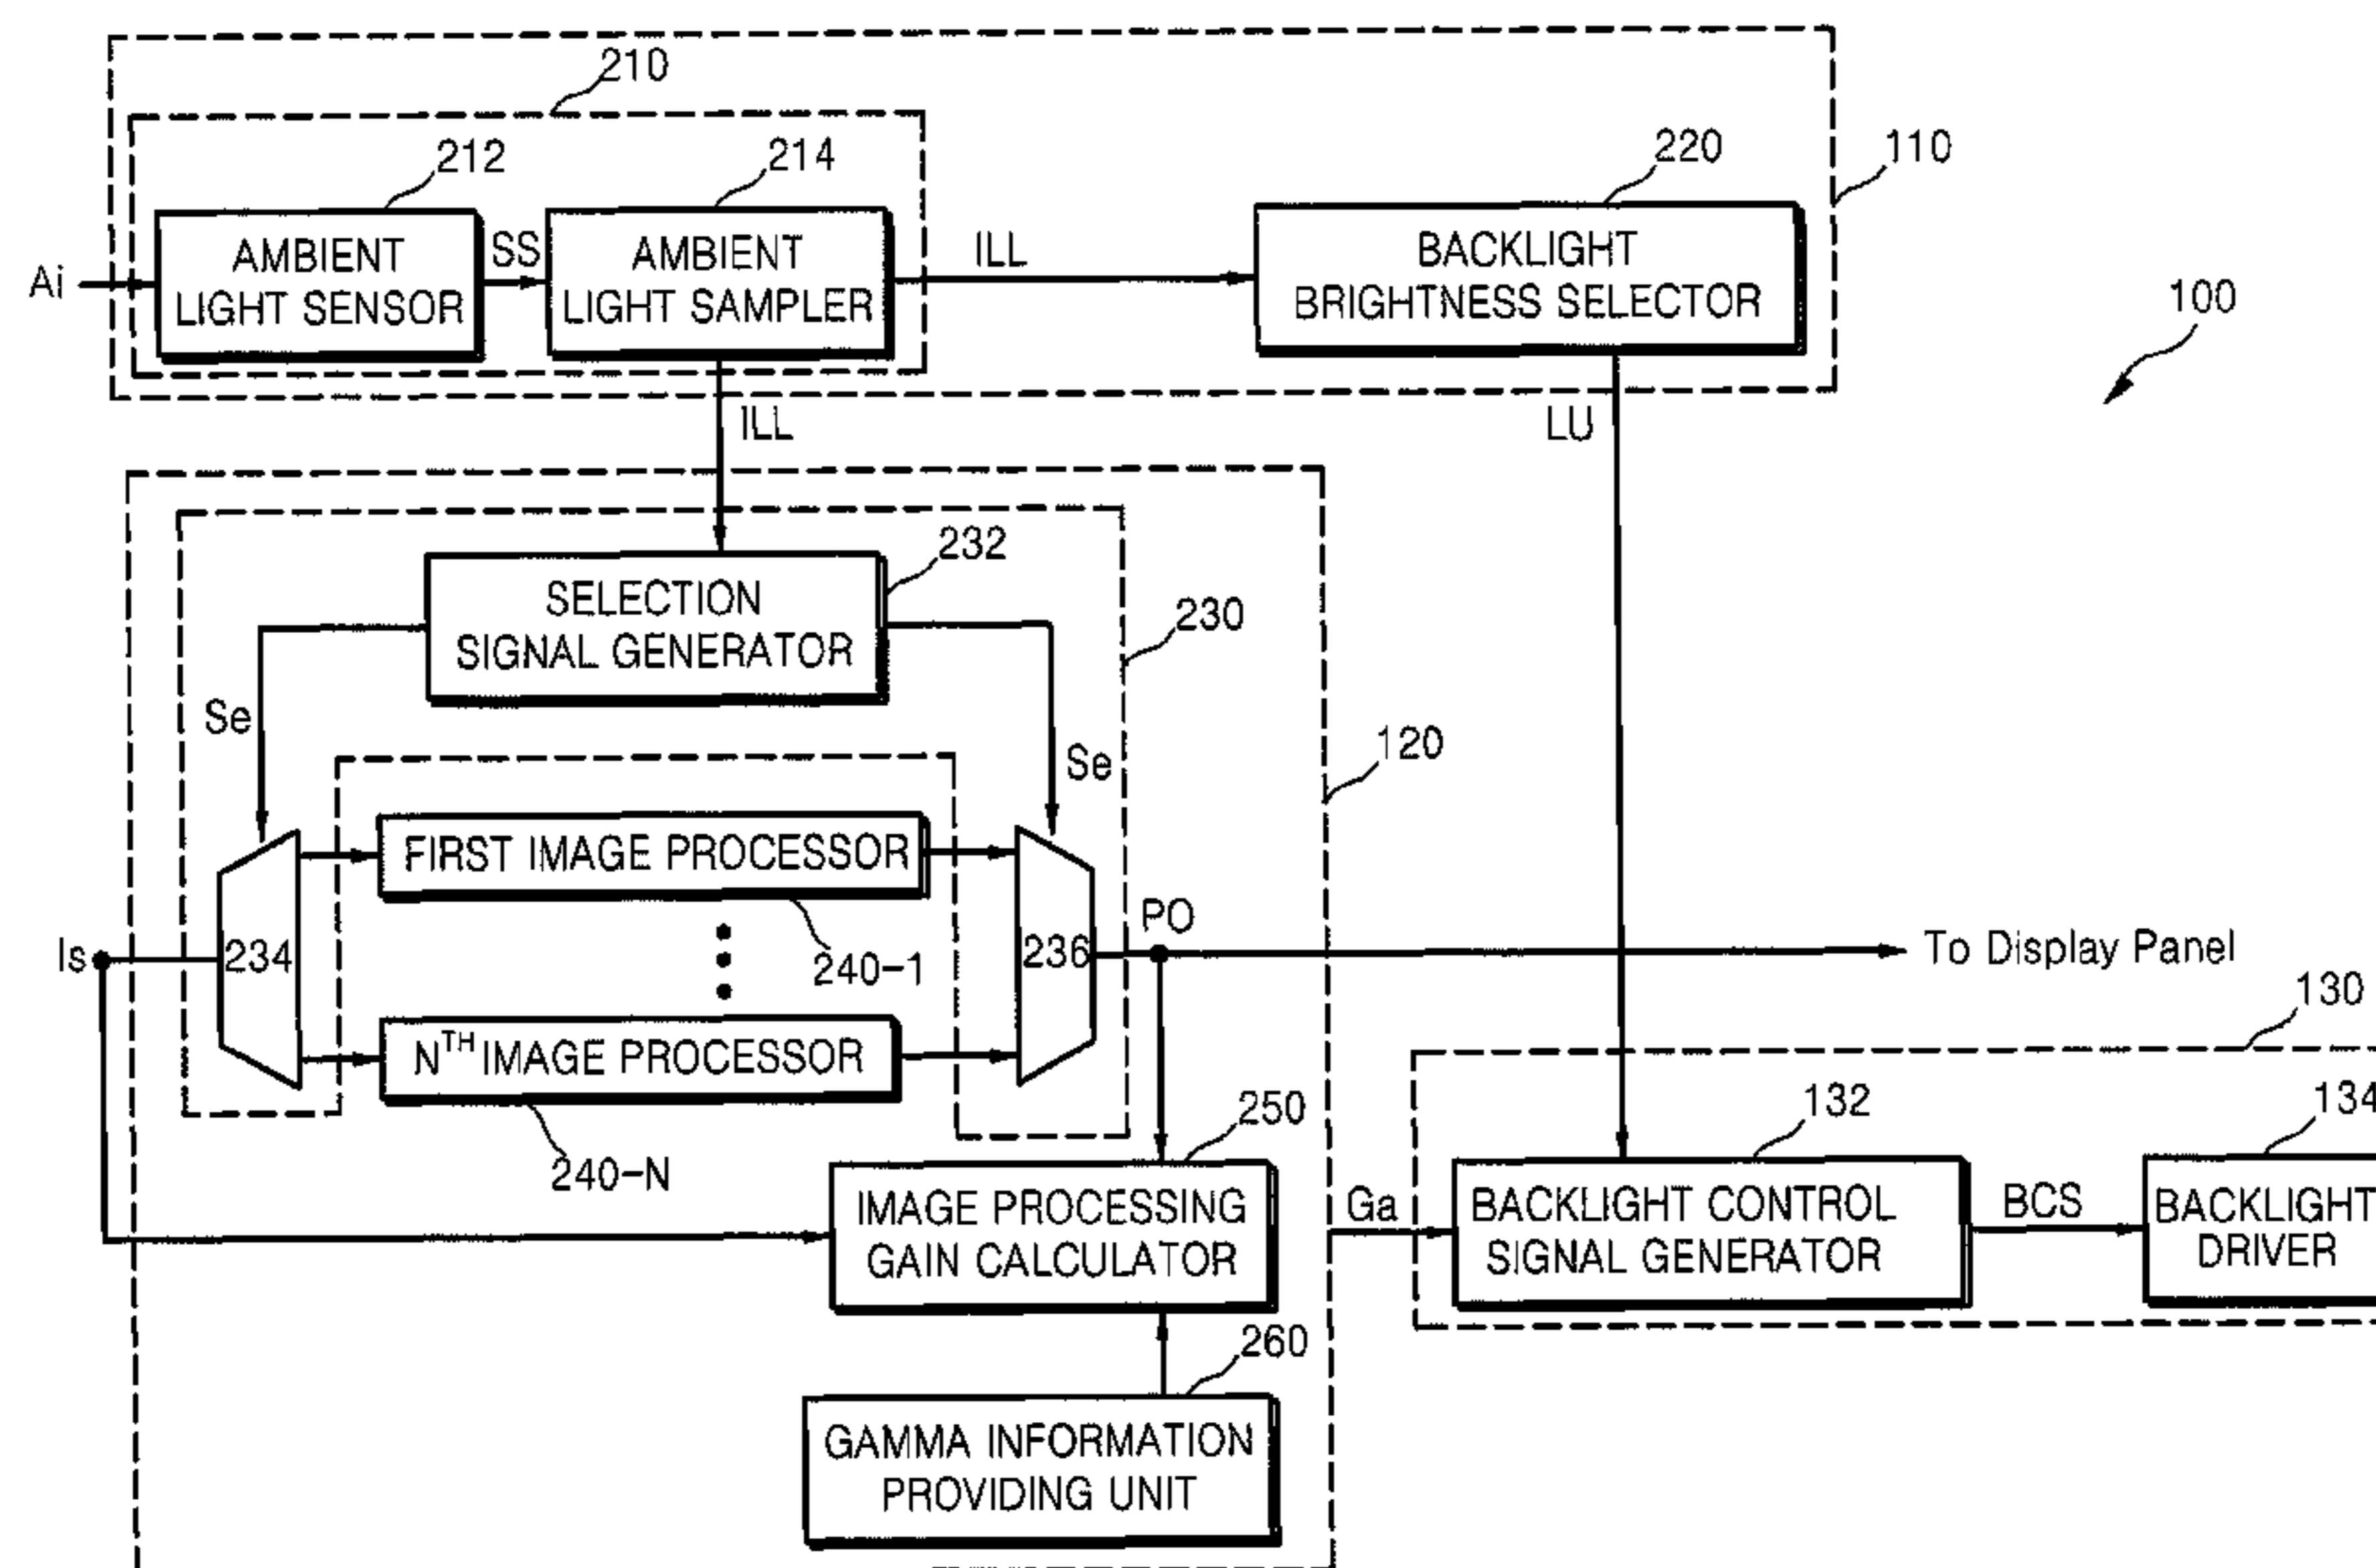 210
212
214
220
110
Ai
AMBIENT
LIGHT SENSOR
SS
AMBIENT
LIGHT SAMPLER
ILL
BACKLIGHT
BRIGHTNESS SELECTOR
100
ILL
LU
232
SELECTION
SIGNAL GENERATOR
230
Se
Se
120
FIRST IMAGE PROCESSOR
240-1
Is
234
236
PO
To Display Panel
130
NTH IMAGE PROCESSOR
240-N
250
IMAGE PROCESSING
GAIN CALCULATOR
Ga
132
BACKLIGHT CONTROL
SIGNAL GENERATOR
BCS
134
BACKLIGHT
DRIVER
260
GAMMA INFORMATION
PROVIDING UNIT